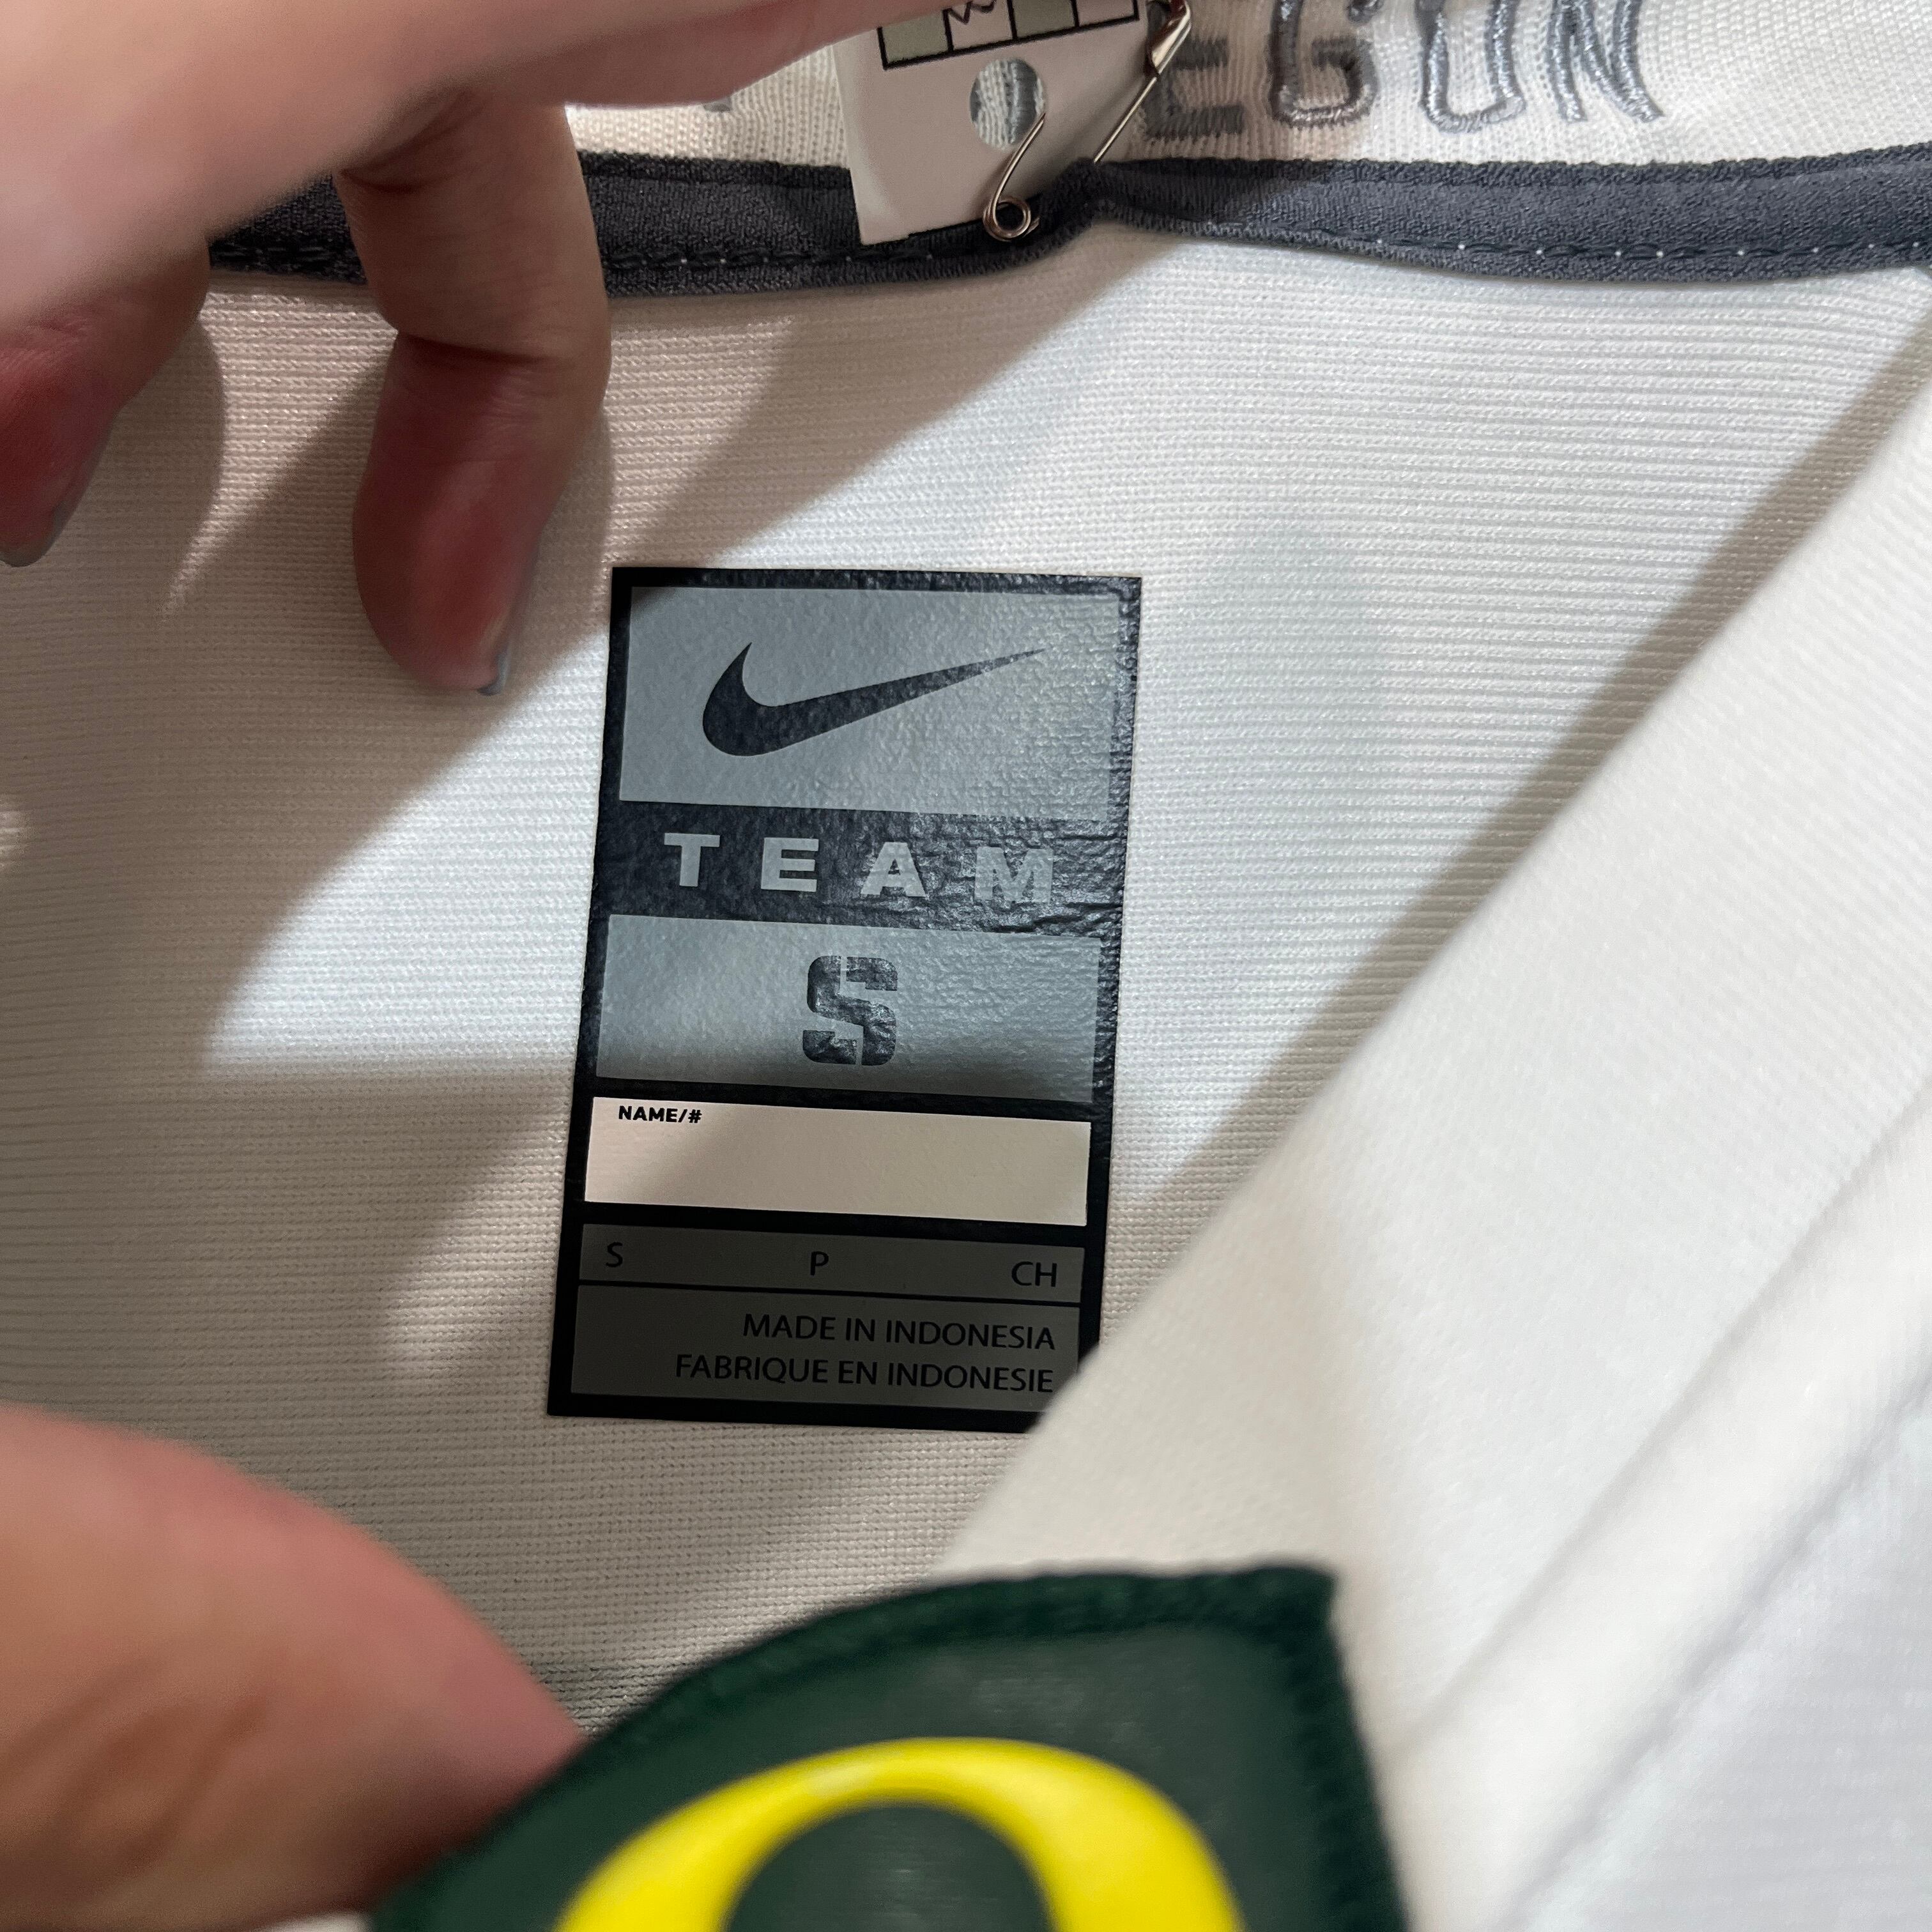 EGON
TEAM
S
NAME/#
S P CH
MADE IN INDONESIA
FABRIQUE EN INDONESIE
O